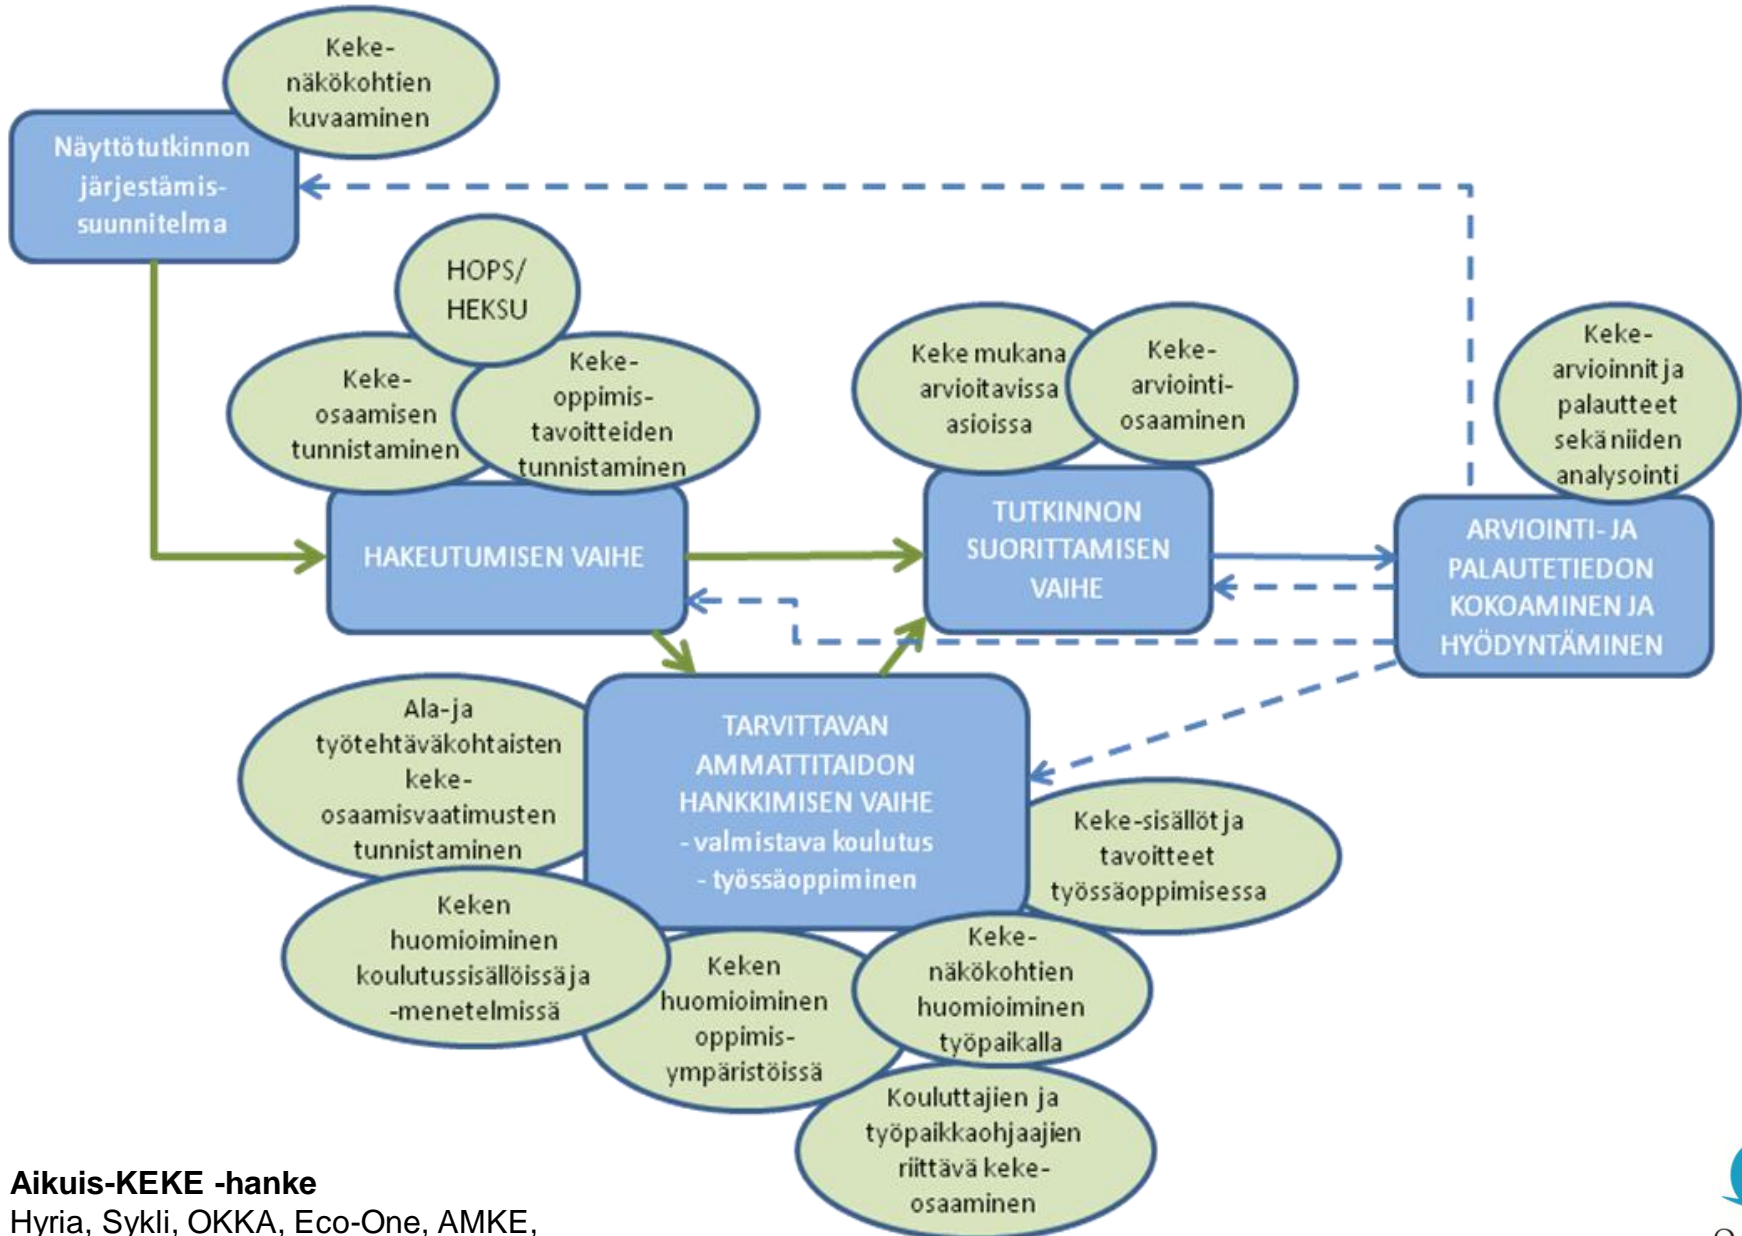 Keke-
näkökohtien
kuvaaminen
Näyttötutkinnon
järjestämis-
suunnitelma
HOPS/
HEKSU
Keke-
osaamisen
tunnistaminen
Keke-
oppimis-
tavoitteiden
tunnistaminen
Keke mukana
arvioitavissa
asioissa
Keke-
arviointi-
osaaminen
Keke-
arvioinnit ja
palautteet
sekä niiden
analysointi
HAKEUTUMISEN VAIHE
TUTKINNON
SUORITTAMISEN
VAIHE
ARVIOINTI- JA
PALAUTETIEDON
KOKOAMINEN JA
HYÖDYNTÄMINEN
Ala- ja
työtehtäväkohtaisten
keke-
osaamisvaatimusten
tunnistaminen
TARVITTAVAN
AMMATTITAIDON
HANKKIMISEN VAIHE
- valmistava koulutus
- työssäoppiminen
Keke-sisällöt ja
tavoitteet
työssäoppimisessa
Keken
huomioiminen
koulutussisällöissä ja
-menetelmissä
Keken
huomioiminen
oppimis-
ympäristöissä
Keke-
näkökohtien
huomioiminen
työpaikalla
Kouluttajien ja
työpaikkaohjaajien
riittävä keke-
osaaminen
Aikuis-KEKE -hanke
Hyria, Sykli, OKKA, Eco-One, AMKE,